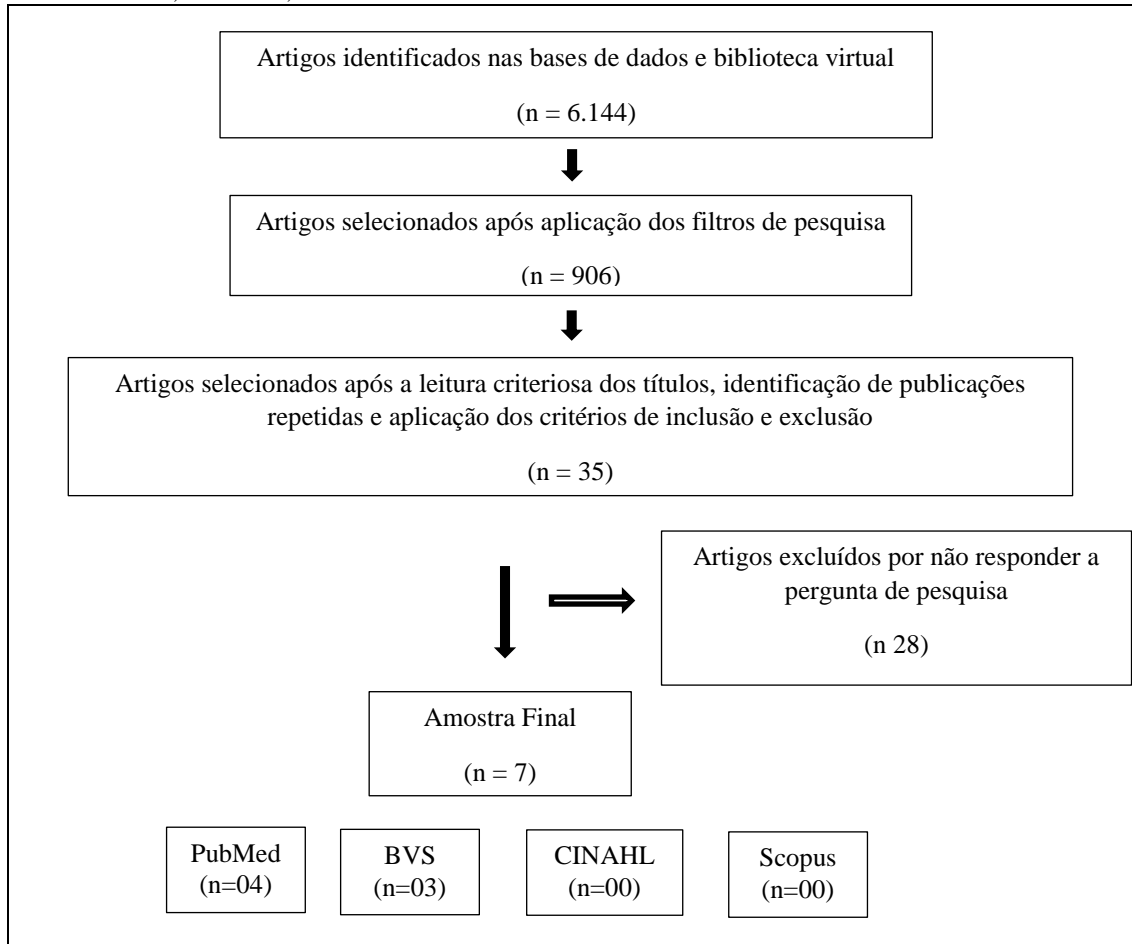 Artigos identificados nas bases de dados e biblioteca virtual
(n = 6.144)
Artigos selecionados após aplicação dos filtros de pesquisa
(n = 906)
Artigos selecionados após a leitura criteriosa dos títulos, identificação de publicações
repetidas e aplicação dos critérios de inclusão e exclusão
(n = 35)
Artigos excluídos por não responder a
pergunta de pesquisa
(n 28)
Amostra Final
(n = 7)
PubMed
(n=04)
BVS
(n=03)
CINAHL
(n=00)
Scopus
(n=00)